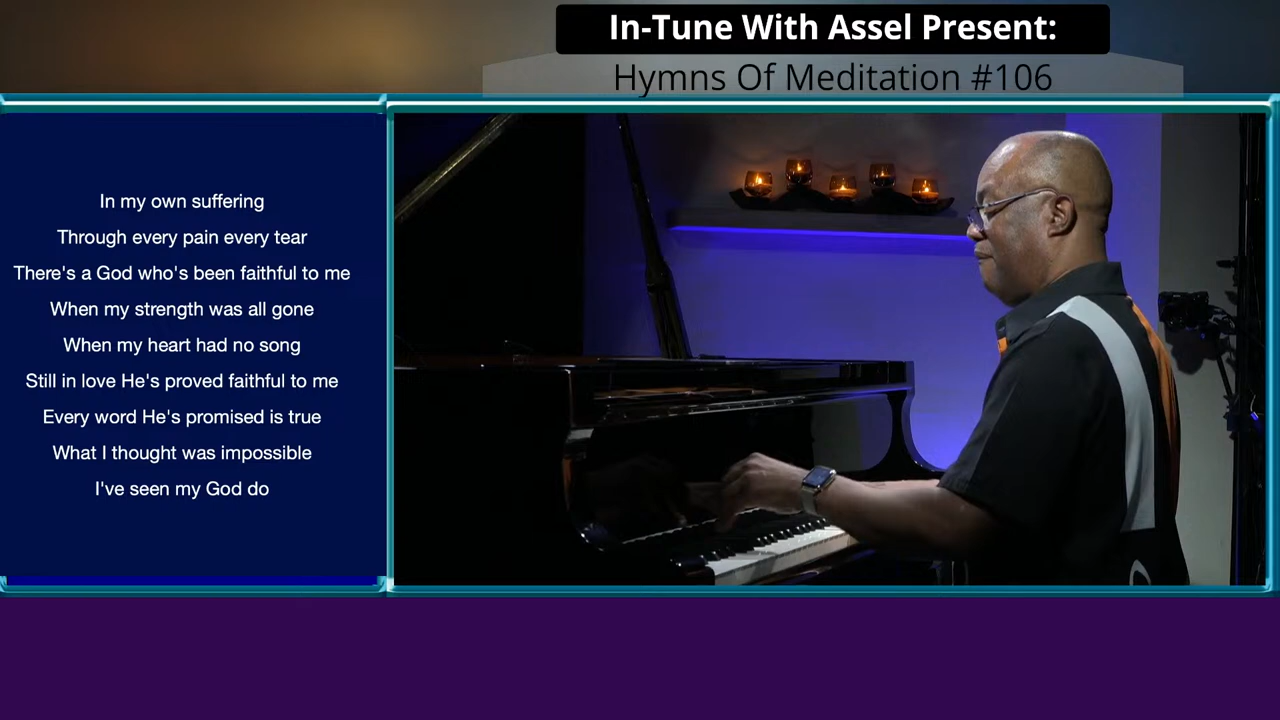 In-Tune With Assel Present:
Hymns Of Meditation #106
In my own suffering
Through every pain every tear
There's a God who's been faithful to me
When my strength was all gone
When my heart had no song
Still in love He's proved faithful to me
Every word He's promised is true
What I thought was impossible
I've seen my God do